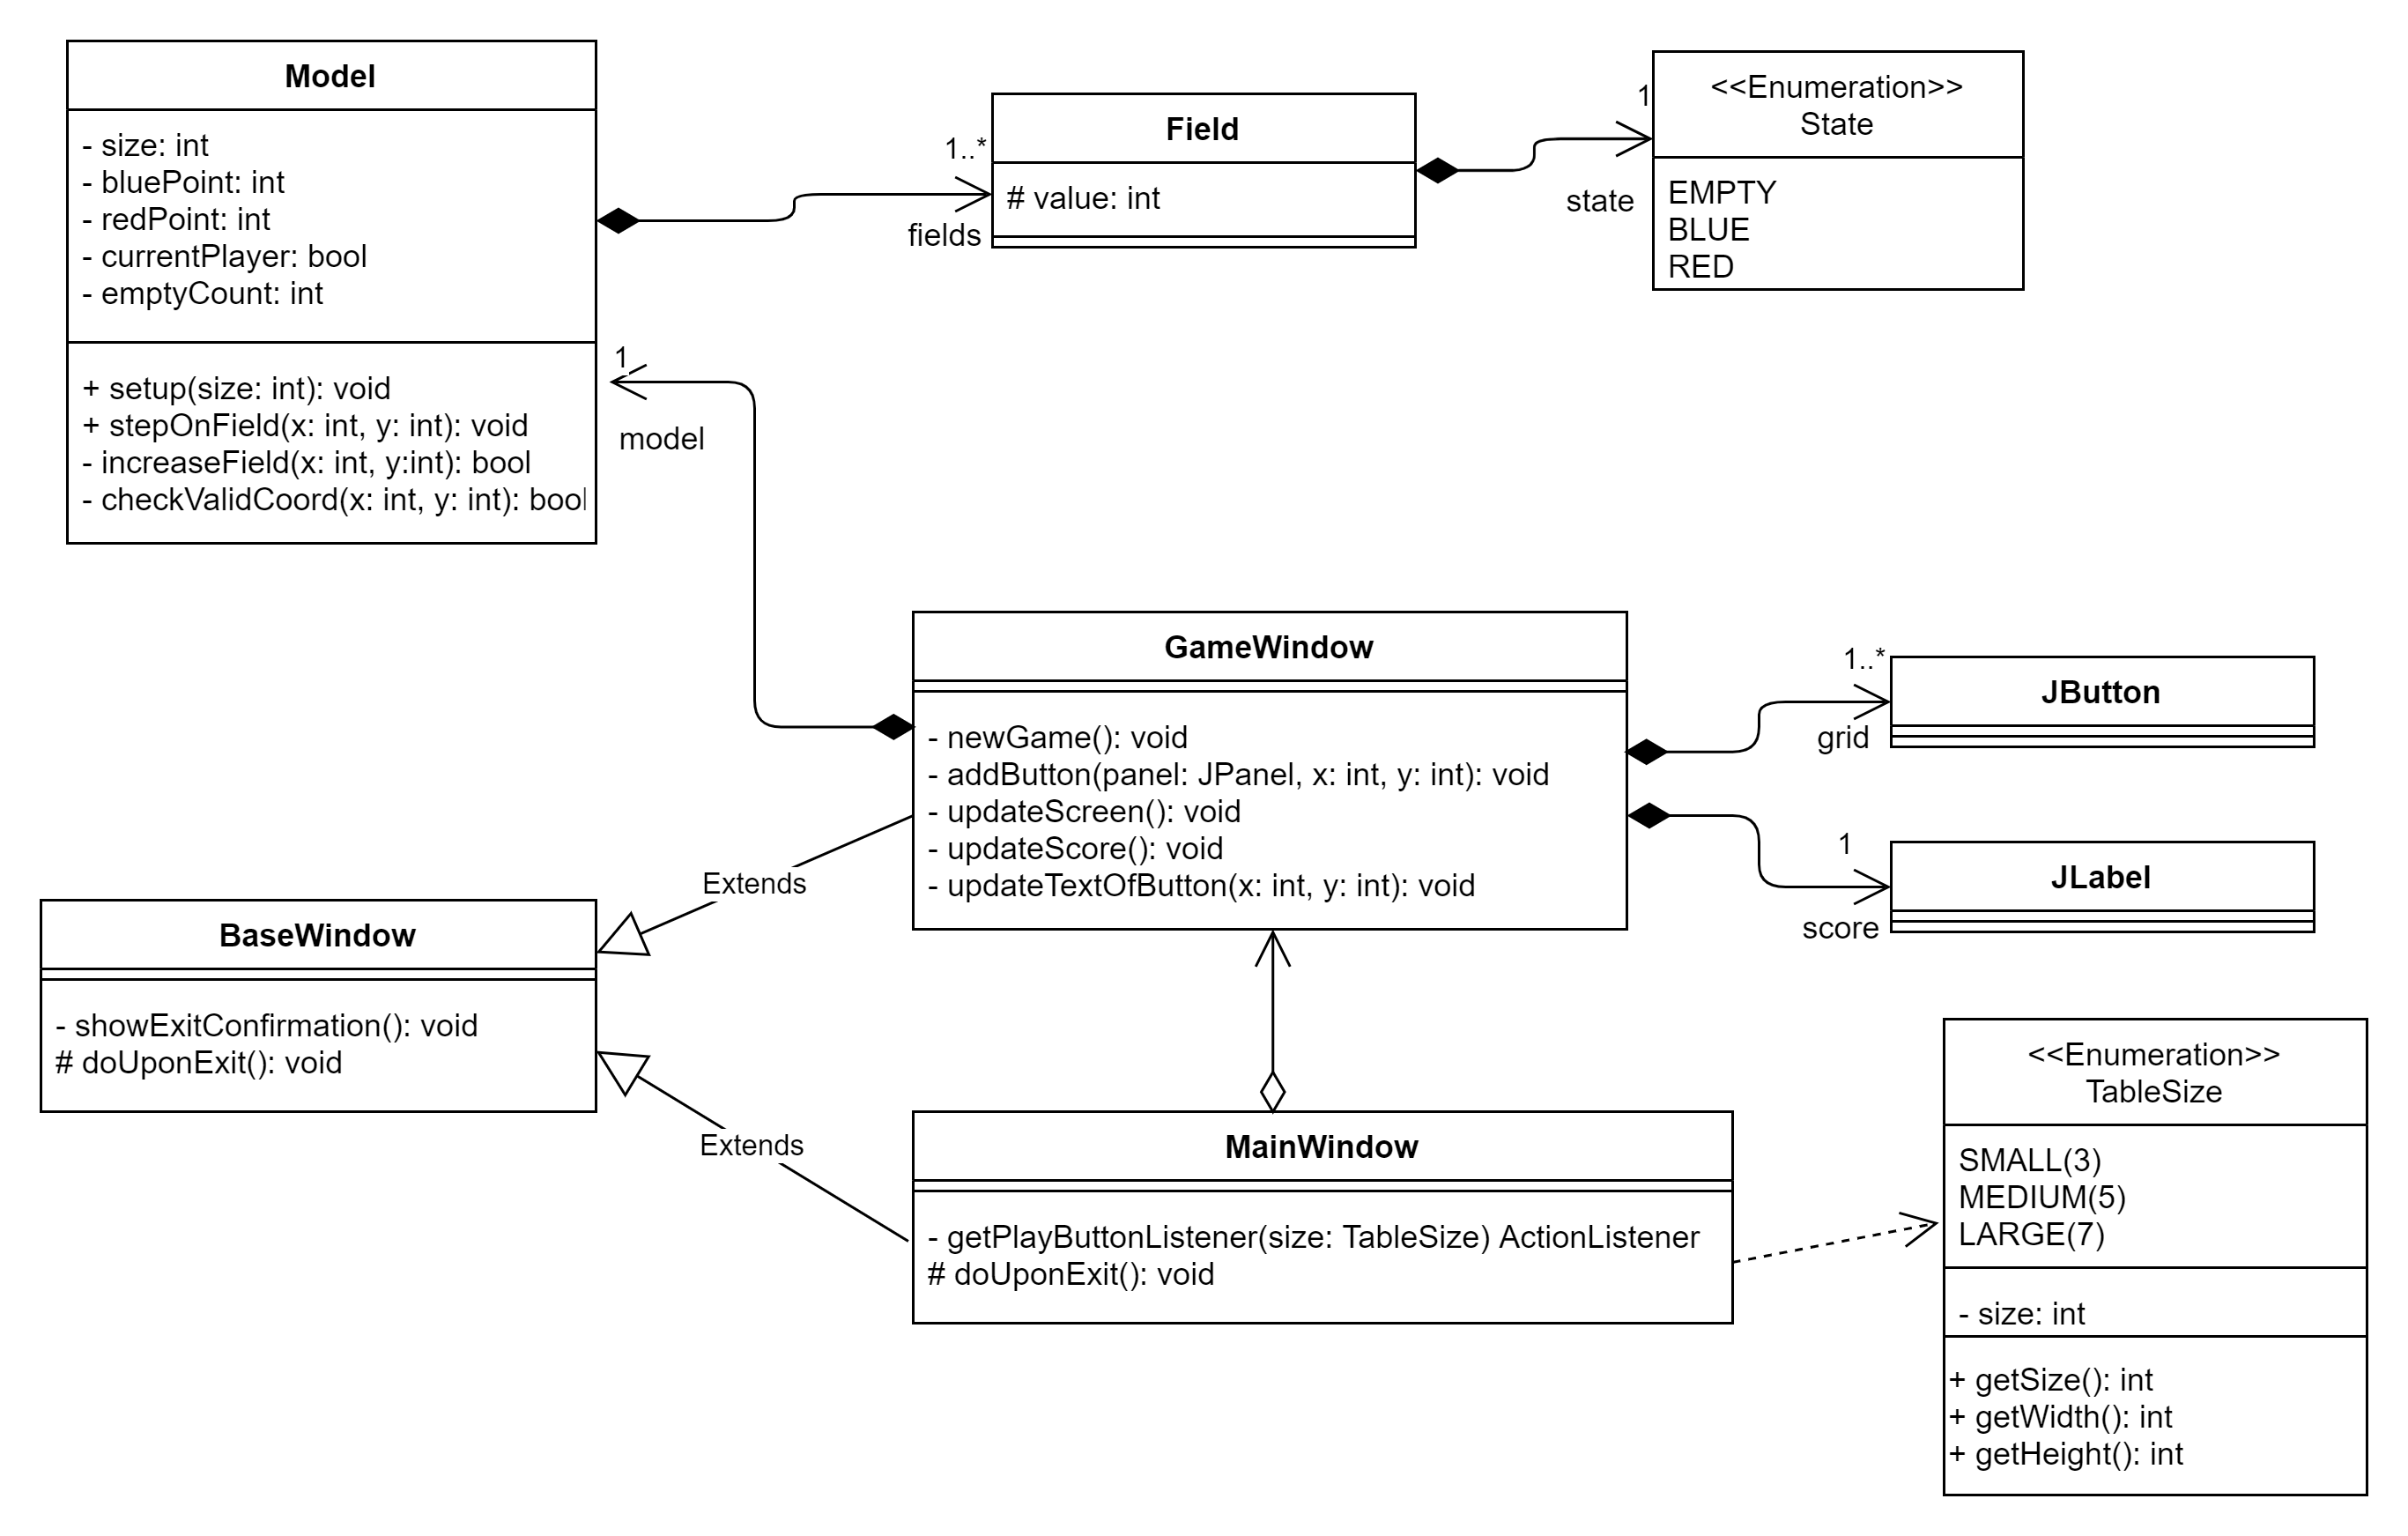 Model
- size: int
- bluePoint: int
- redPoint: int
- currentPlayer: bool
- emptyCount: int
+ setup(size: int): void
+ stepOnField(x: int, y: int): void
- increaseField(x: int, y:int): bool
- checkValidCoord(x: int, y: int): bool
1..*
fields
Field
# value: int
1
state
<<Enumeration>>
State
EMPTY
BLUE
RED
1
model
GameWindow
- newGame(): void
- addButton(panel: JPanel, x: int, y: int): void
- updateScreen(): void
- updateScore(): void
- updateTextOfButton(x: int, y: int): void
1..*
grid
JButton
1
score
JLabel
Extends
BaseWindow
- showExitConfirmation(): void
# doUponExit(): void
Extends
MainWindow
- getPlayButtonListener(size: TableSize) ActionListener
# doUponExit(): void
<<Enumeration>>
TableSize
SMALL(3)
MEDIUM(5)
LARGE(7)
- size: int
+ getSize(): int
+ getWidth(): int
+ getHeight(): int